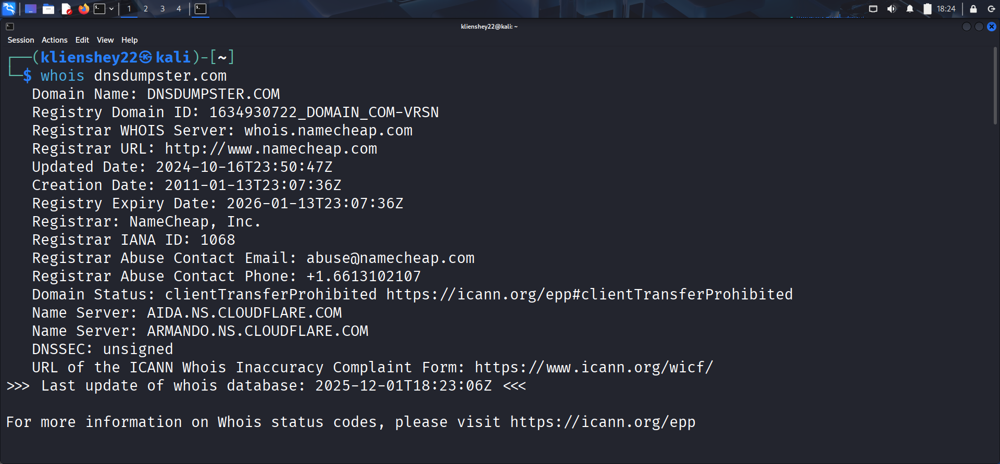 1 2 3 4 18:24
klienshey22@kali: ~
Session Actions Edit View Help
┌──(klienshey22㉿kali)-[~]
└─$ whois dnsdumpster.com
   Domain Name: DNSDUMPSTER.COM
   Registry Domain ID: 1634930722_DOMAIN_COM-VRSN
   Registrar WHOIS Server: whois.namecheap.com
   Registrar URL: http://www.namecheap.com
   Updated Date: 2024-10-16T23:50:47Z
   Creation Date: 2011-01-13T23:07:36Z
   Registry Expiry Date: 2026-01-13T23:07:36Z
   Registrar: NameCheap, Inc.
   Registrar IANA ID: 1068
   Registrar Abuse Contact Email: abuse@namecheap.com
   Registrar Abuse Contact Phone: +1.6613102107
   Domain Status: clientTransferProhibited https://icann.org/epp#clientTransferProhibited
   Name Server: AIDA.NS.CLOUDFLARE.COM
   Name Server: ARMANDO.NS.CLOUDFLARE.COM
   DNSSEC: unsigned
   URL of the ICANN Whois Inaccuracy Complaint Form: https://www.icann.org/wicf/
>>> Last update of whois database: 2025-12-01T18:23:06Z <<<
For more information on Whois status codes, please visit https://icann.org/epp